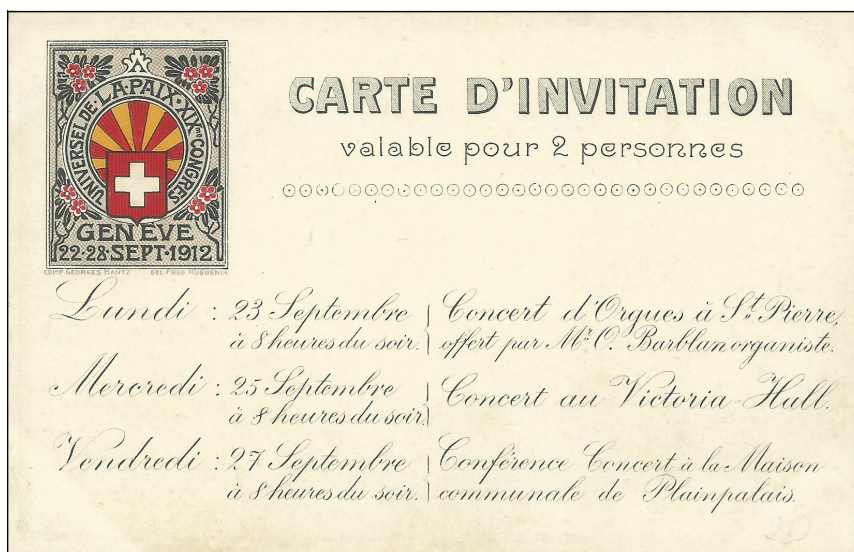 XIXme CONGRÈS UNIVERSEL·DE·LA·PAIX
GENÈVE
22·28·SEPT·1912
COMP GEORGES HANTZ DEL FRED HUGUENIN
CARTE D'INVITATION
valable pour 2 personnes
Lundi : 23 Septembre
à 8 heures du soir.
Concert d'Orgues à St Pierre,
offert par Mr O. Barblan organiste.
Mercredi : 25 Septembre
à 8 heures du soir
Concert au Victoria-Hall.
Vendredi : 27 Septembre
à 8 heures du soir.
Conférence Concert à la Maison
communale de Plainpalais.
20